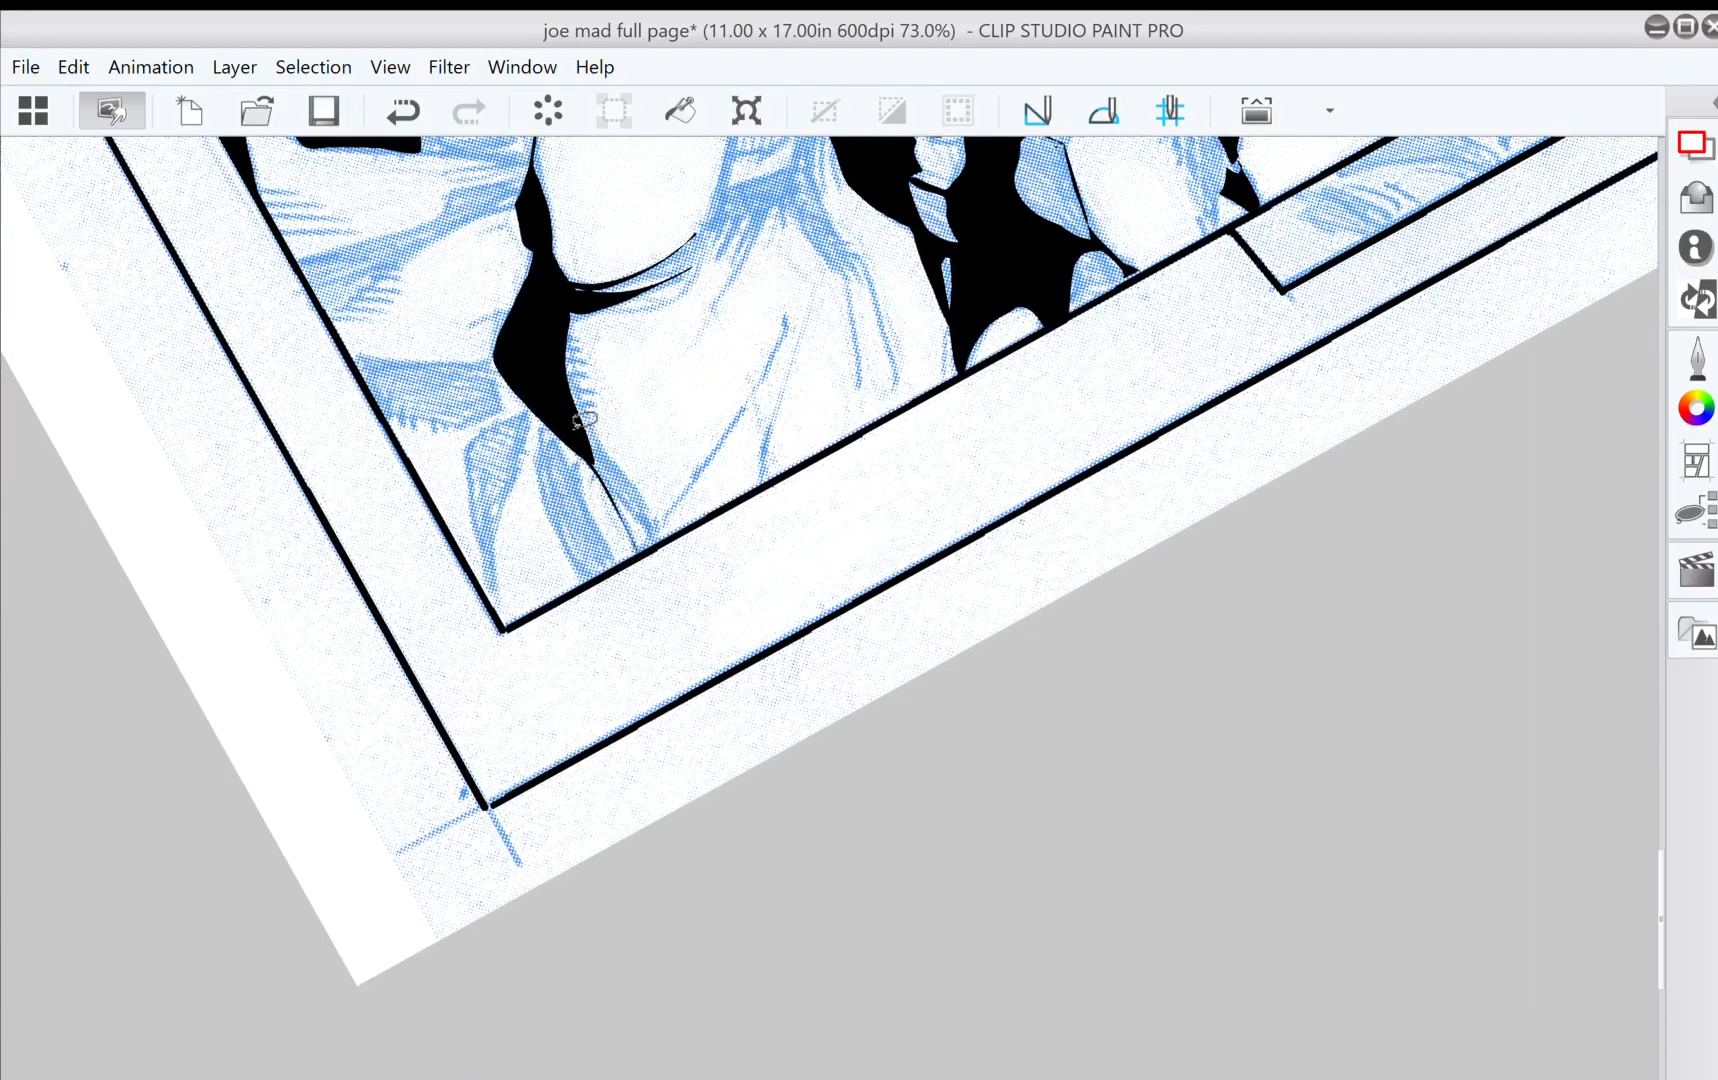 joe mad full page* (11.00 x 17.00in 600dpi 73.0%)  - CLIP STUDIO PAINT PRO
File Edit Animation Layer Selection View Filter Window Help